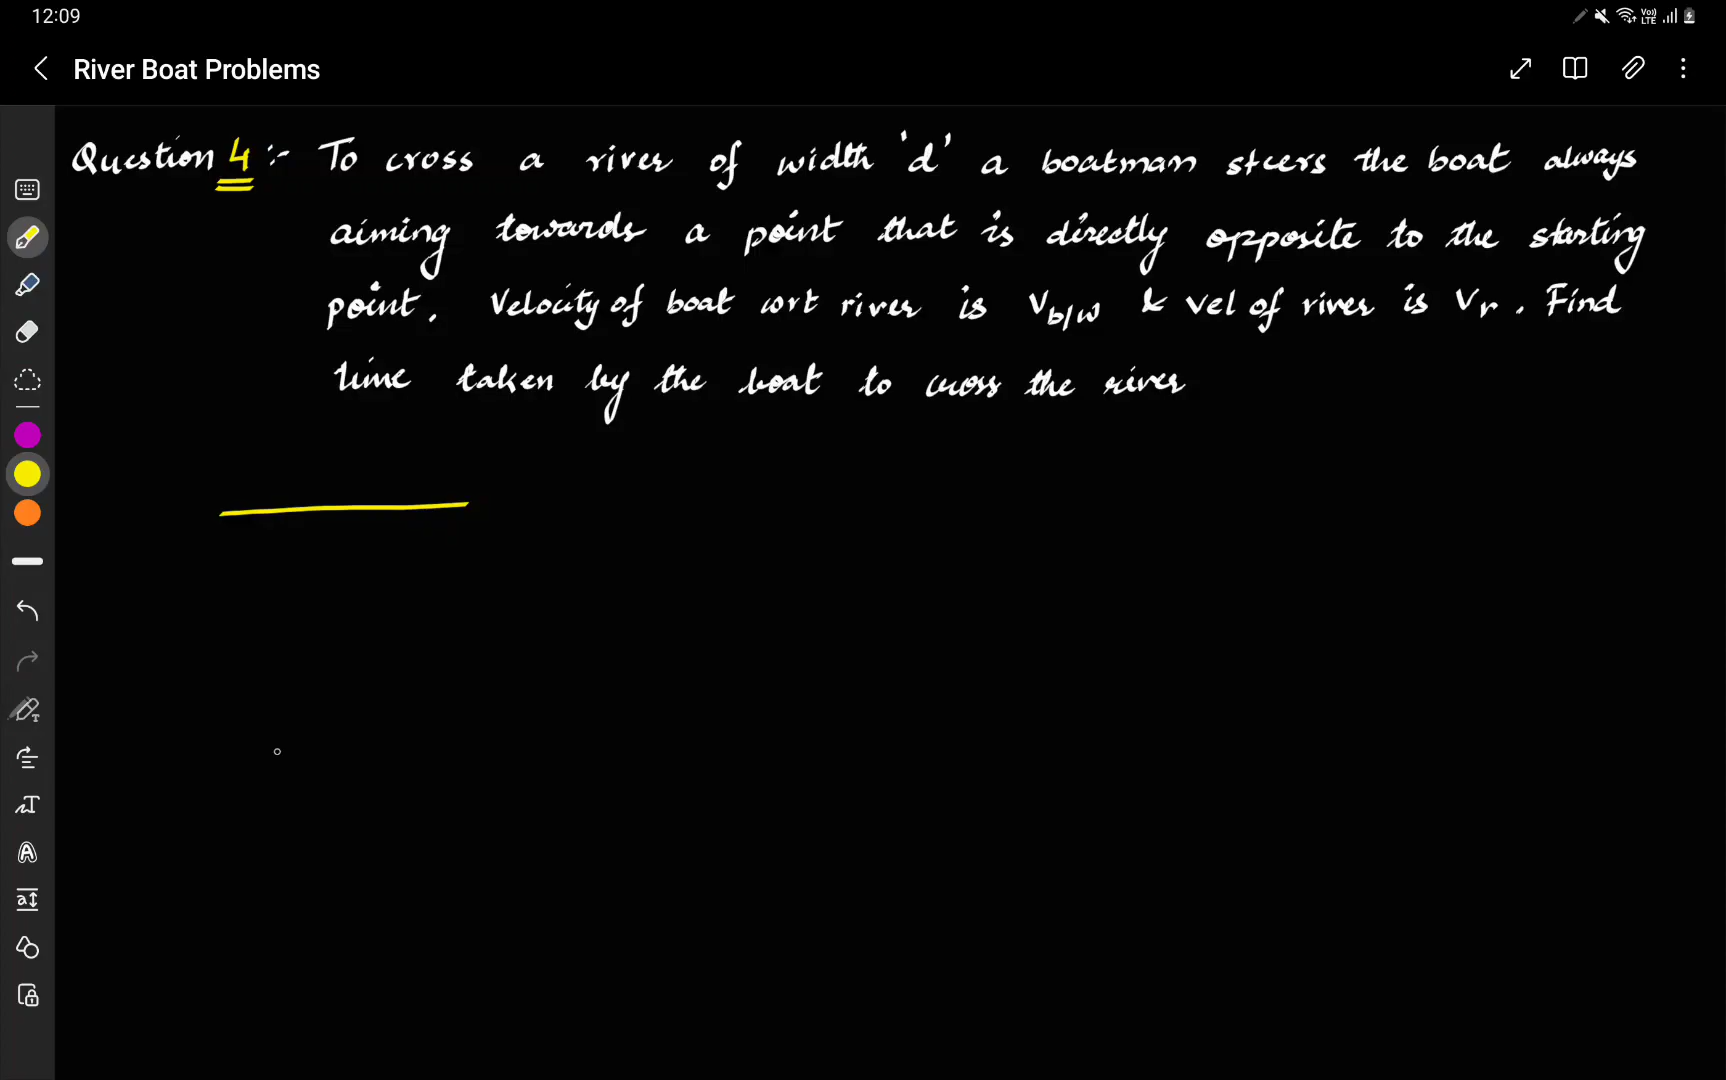 12:09
River Boat Problems
Question 4 :- To cross a river of width 'd' a boatman steers the boat always
aiming towards a point that is directly opposite to the starting
point. Velocity of boat wrt river is Vb/w & vel of river is Vr. Find
time taken by the boat to cross the river